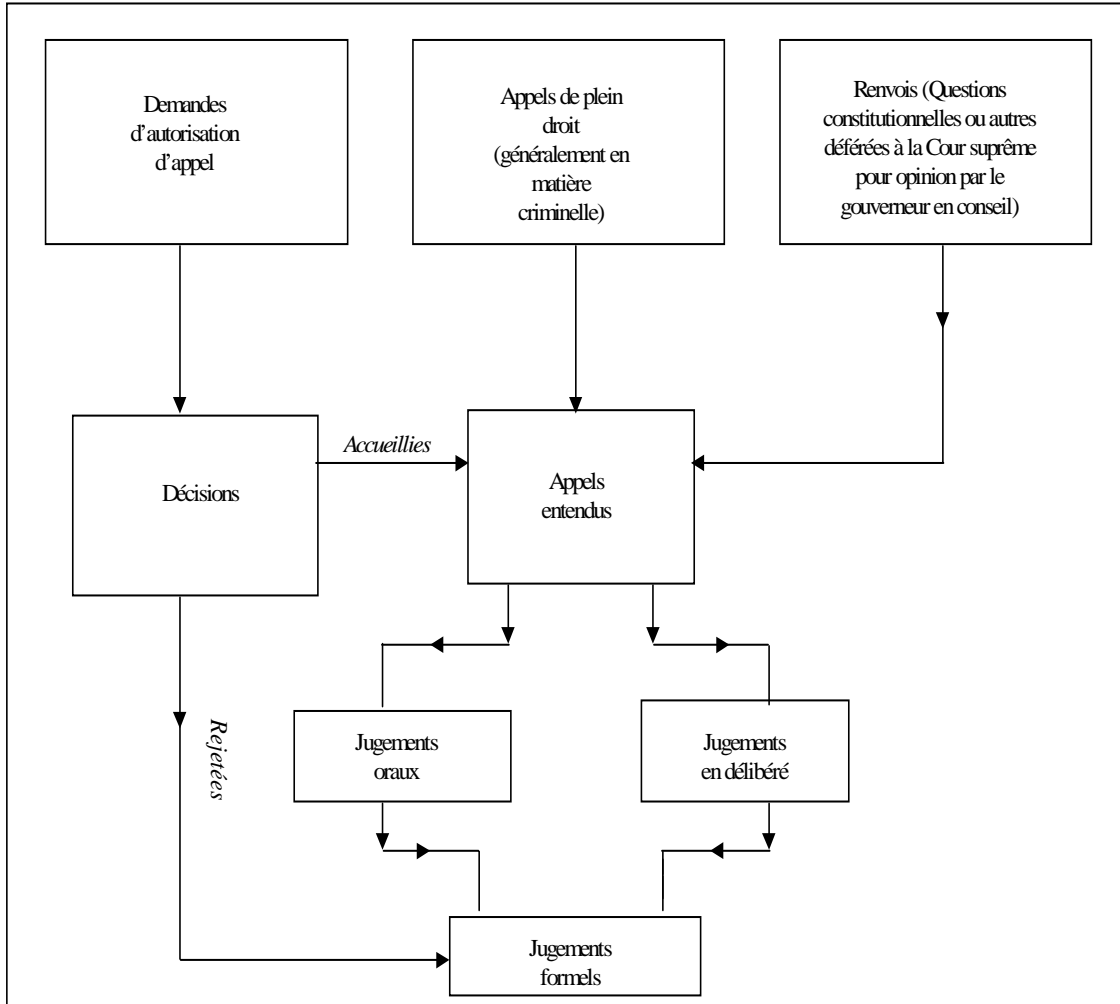 Demandes
d'autorisation
d'appel
Appels de plein
droit
(généralement en
matière
criminelle)
Renvois (Questions
constitutionnelles ou autres
déférées à la Cour suprême
pour opinion par le
gouverneur en conseil)
Accueillies
Décisions
Appels
entendus
Rejetées
Jugements
oraux
Jugements
en délibéré
Jugements
formels